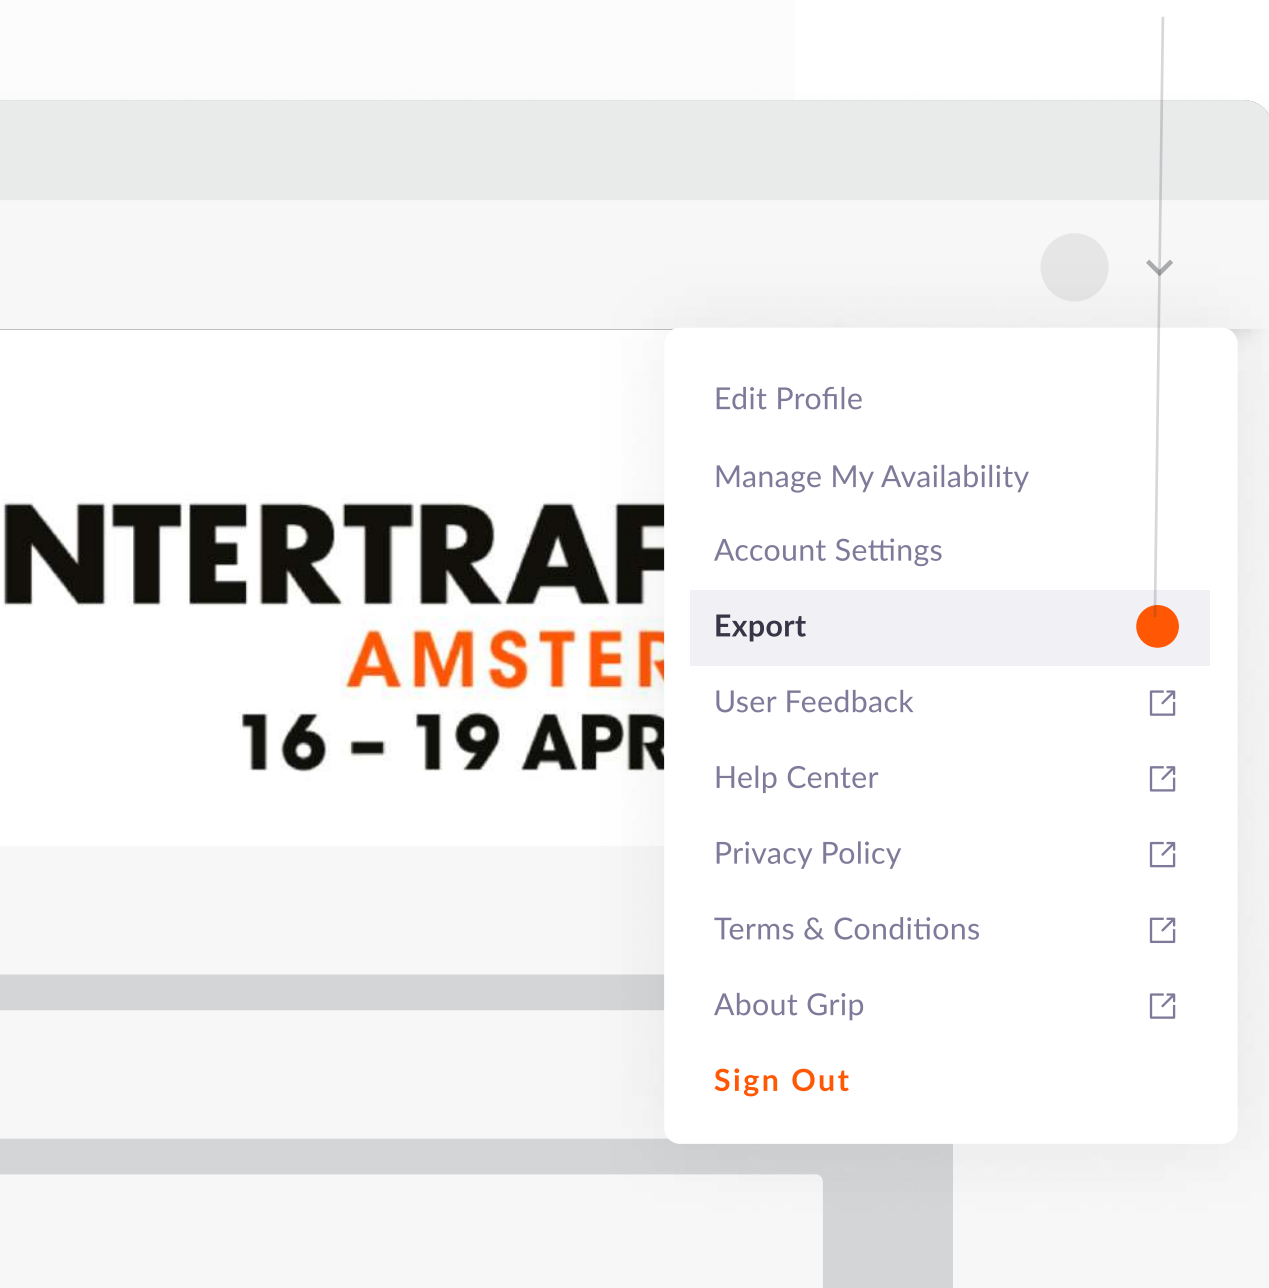 NTERTRAF
AMSTER
16 – 19 APR
Edit Profile
Manage My Availability
Account Settings
Export
User Feedback
Help Center
Privacy Policy
Terms & Conditions
About Grip
Sign Out